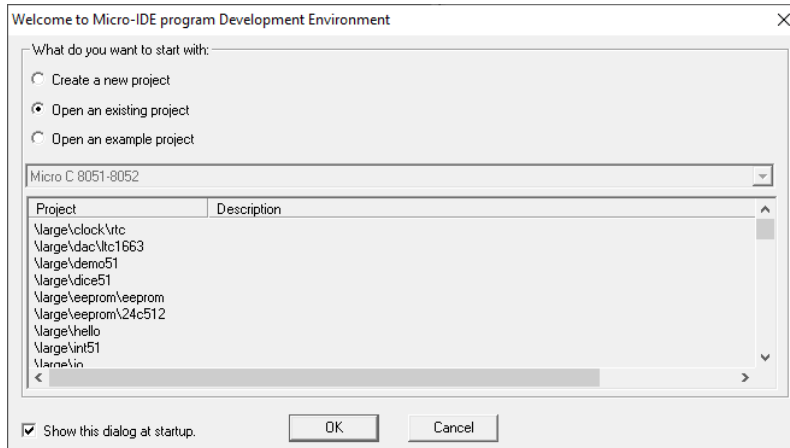 Welcome to Micro-IDE program Development Environment
What do you want to start with:
Create a new project
Open an existing project
Open an example project
Micro C 8051-8052
Project Description
\large\clock\rtc
\large\dac\ltc1663
\large\demo51
\large\dice51
\large\eeprom\eeprom
\large\eeprom\24c512
\large\hello
\large\int51
\large\io
Show this dialog at startup. OK Cancel